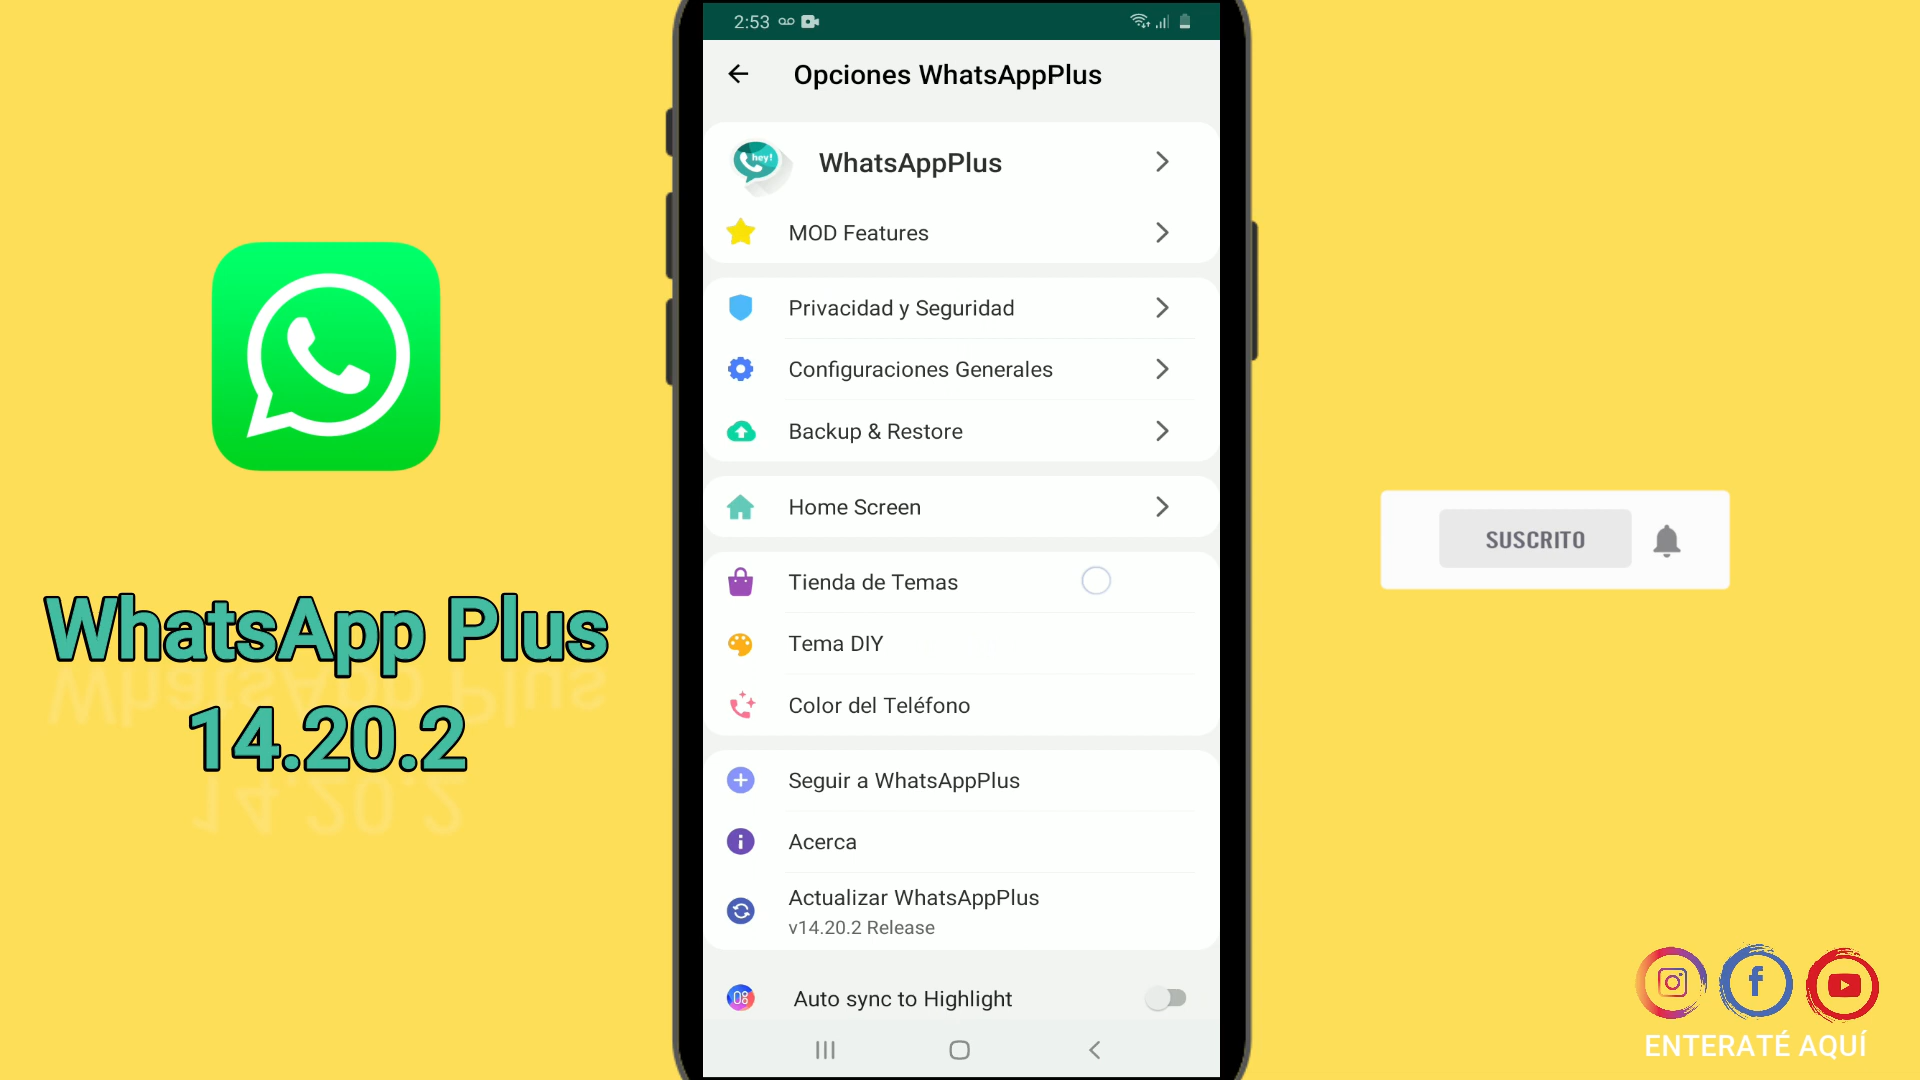 2:53
Opciones WhatsAppPlus
hey!
WhatsAppPlus
MOD Features
Privacidad y Seguridad
Configuraciones Generales
Backup & Restore
Home Screen
Tienda de Temas
Tema DIY
Color del Teléfono
Seguir a WhatsAppPlus
Acerca
Actualizar WhatsAppPlus
v14.20.2 Release
Auto sync to Highlight
WhatsApp Plus
14.20.2
SUSCRITO
ENTERATÉ AQUÍ